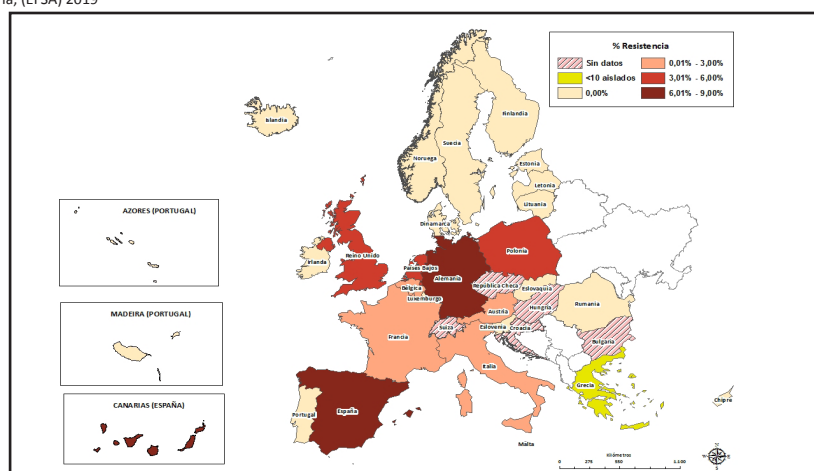 na, (EFSA) 2019
% Resistencia
Sin datos
0,01% - 3,00%
<10 aislados
3,01% - 6,00%
0,00%
6,01% - 9,00%
Islandia
Finlandia
Suecia
Noruega
Estonia
Letonia
Lituania
Dinamarca
AZORES (PORTUGAL)
Irlanda
Reino Unido
Países Bajos
Polonia
Alemania
Bélgica
República Checa
Eslovaquia
Luxemburgo
Hungría
Rumania
MADEIRA (PORTUGAL)
Austria
Suiza
Eslovenia
Croacia
Francia
Bulgaria
Italia
Grecia
CANARIAS (ESPAÑA)
Portugal
España
Chipre
Malta
Kilómetros
0 275 550 1.100